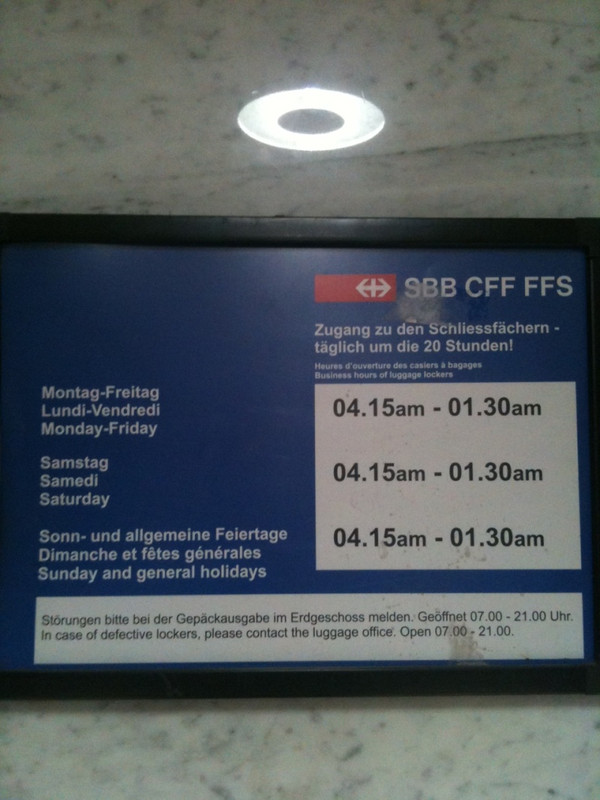 SBB CFF FFS
Zugang zu den Schliessfächern -
täglich um die 20 Stunden!
Heures d'ouverture des casiers à bagages
Business hours of luggage lockers
Montag-Freitag
Lundi-Vendredi
Monday-Friday
04.15am - 01.30am
Samstag
Samedi
Saturday
04.15am - 01.30am
Sonn- und allgemeine Feiertage
Dimanche et fêtes générales
Sunday and general holidays
04.15am - 01.30am
Störungen bitte bei der Gepäckausgabe im Erdgeschoss melden. Geöffnet 07.00 - 21.00 Uhr.
In case of defective lockers, please contact the luggage office. Open 07.00 - 21.00.